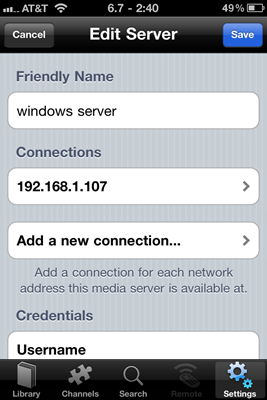 AT&T 6.7 - 2:40 49%
Cancel Edit Server Save
Friendly Name
windows server
Connections
192.168.1.107
Add a new connection...
Add a connection for each network
address this media server is available at.
Credentials
Username
Library Channels Search Remote Settings